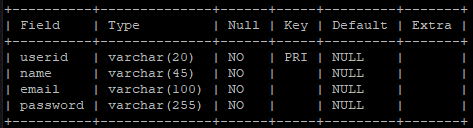 +----------+--------------+------+-----+---------+-------+
| Field    | Type         | Null | Key | Default | Extra |
+----------+--------------+------+-----+---------+-------+
| userid   | varchar(20)  | NO   | PRI | NULL    |       |
| name     | varchar(45)  | NO   |     | NULL    |       |
| email    | varchar(100) | NO   |     | NULL    |       |
| password | varchar(255) | NO   |     | NULL    |       |
+----------+--------------+------+-----+---------+-------+